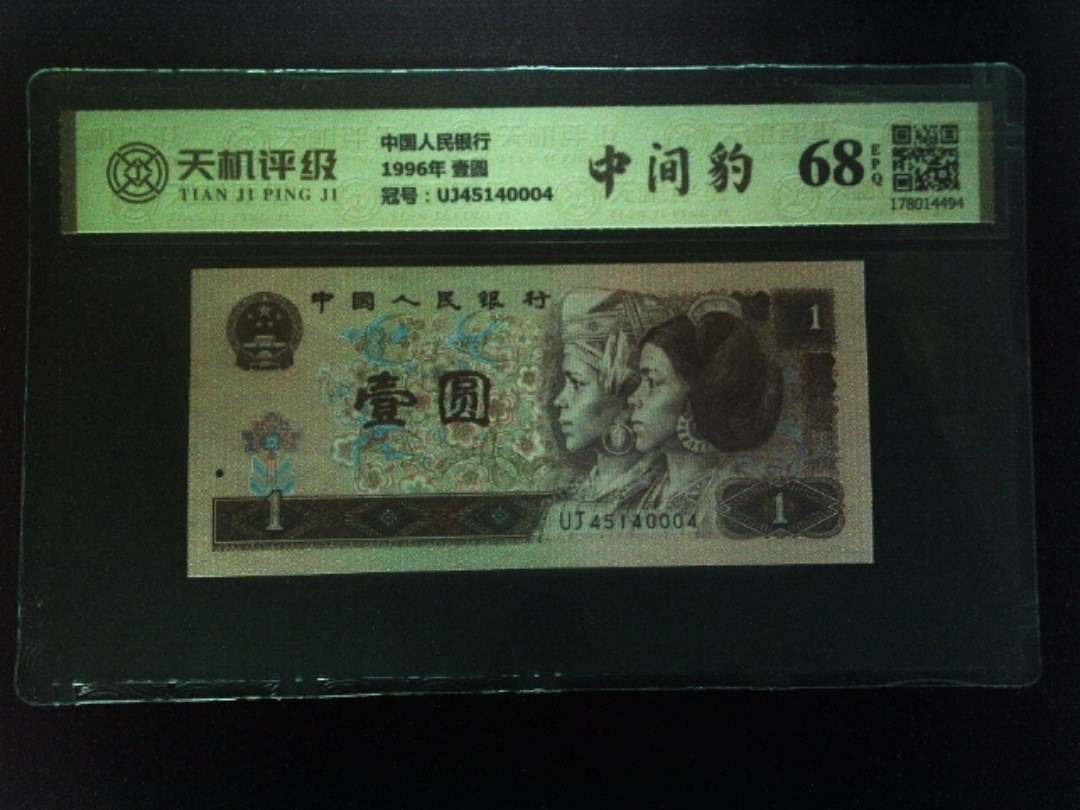 天机评级
TIAN JI PING JI
中国人民银行
1996年 壹圆
冠号：UJ45140004
中间豹
68
EPQ
178014494
中國人民銀行
1
壹圆
1
UJ45140004
1